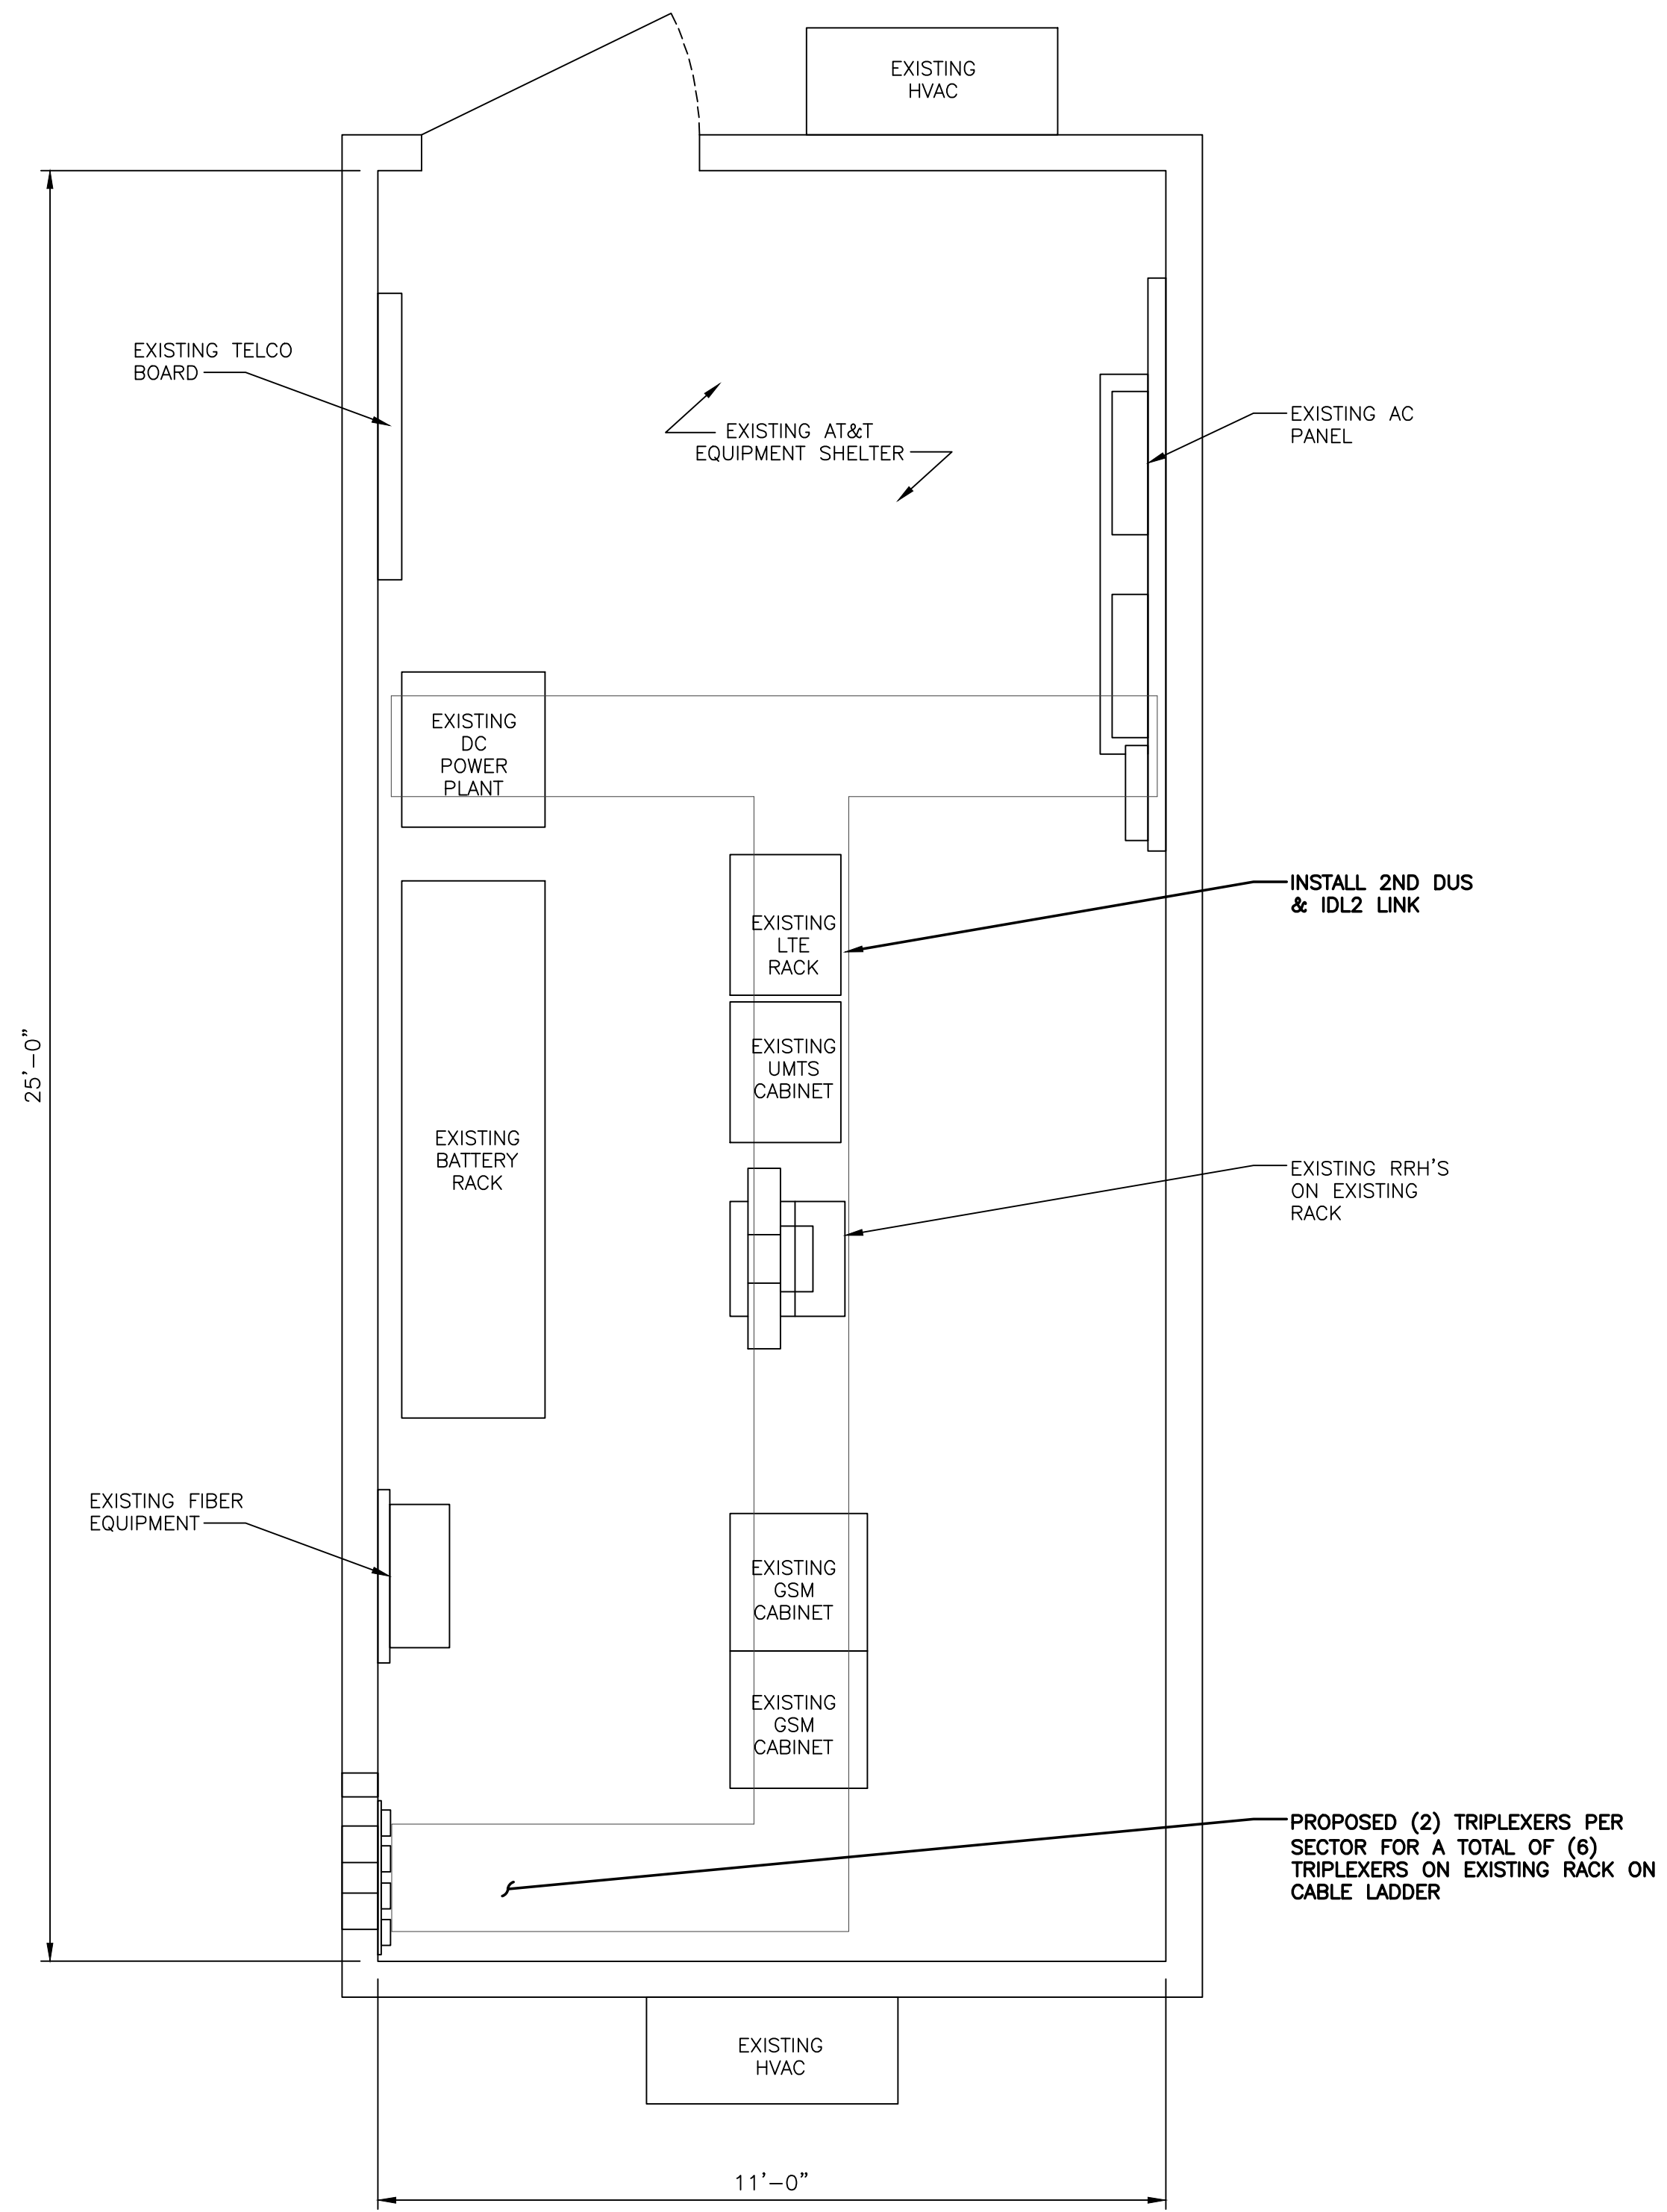 EXISTING
HVAC
EXISTING TELCO
BOARD
EXISTING AT&T
EQUIPMENT SHELTER
EXISTING AC
PANEL
EXISTING
DC
POWER
PLANT
INSTALL 2ND DUS
& IDL2 LINK
EXISTING
LTE
RACK
25'-0"
EXISTING
UMTS
CABINET
EXISTING
BATTERY
RACK
EXISTING RRH'S
ON EXISTING
RACK
EXISTING FIBER
EQUIPMENT
EXISTING
GSM
CABINET
EXISTING
GSM
CABINET
PROPOSED (2) TRIPLEXERS PER
SECTOR FOR A TOTAL OF (6)
TRIPLEXERS ON EXISTING RACK ON
CABLE LADDER
EXISTING
HVAC
11'-0"